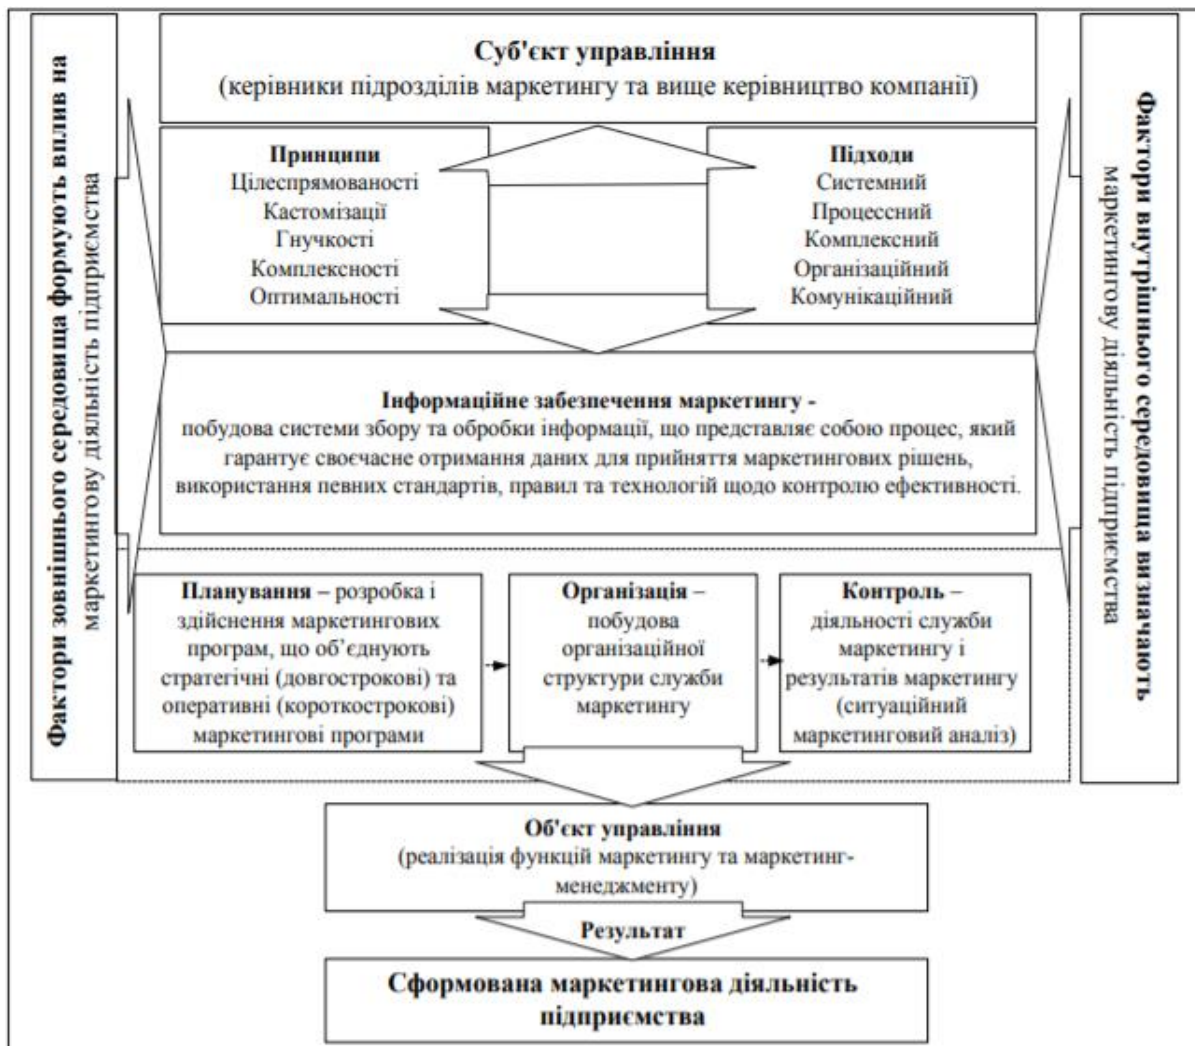 Суб'єкт управління
(керівники підрозділів маркетингу та вище керівництво компанії)
Фактори зовнішнього середовища формують вплив на
маркетингову діяльність підприємства
Принципи
Цілеспрямованості
Кастомізації
Гнучкості
Комплексності
Оптимальності
Підходи
Системний
Процессний
Комплексний
Організаційний
Комунікаційний
Фактори внутрішнього середовища визначають
маркетингову діяльність підприємства
Інформаційне забезпечення маркетингу -
побудова системи збору та обробки інформації, що представляє собою процес, який
гарантує своєчасне отримання даних для прийняття маркетингових рішень,
використання певних стандартів, правил та технологій щодо контролю ефективності.
Планування – розробка і
здійснення маркетингових
програм, що об’єднують
стратегічні (довгострокові) та
оперативні (короткострокові)
маркетингові програми
Організація –
побудова
організаційної
структури служби
маркетингу
Контроль –
діяльності служби
маркетингу і
результатів маркетингу
(ситуаційний
маркетинговий аналіз)
Об'єкт управління
(реалізація функцій маркетингу та маркетинг-
менеджменту)
Результат
Сформована маркетингова діяльність
підприємства